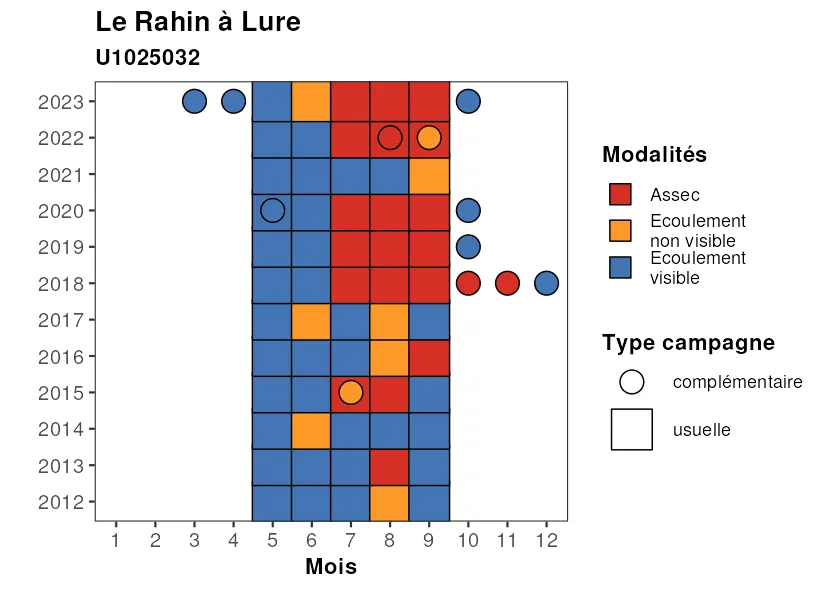 Le Rahin à Lure
U1025032
2023
2022
2021
2020
2019
2018
2017
2016
2015
2014
2013
2012
1 2 3 4 5 6 7 8 9 10 11 12
Mois
Modalités
Assec
Ecoulement
non visible
Ecoulement
visible
Type campagne
complémentaire
usuelle